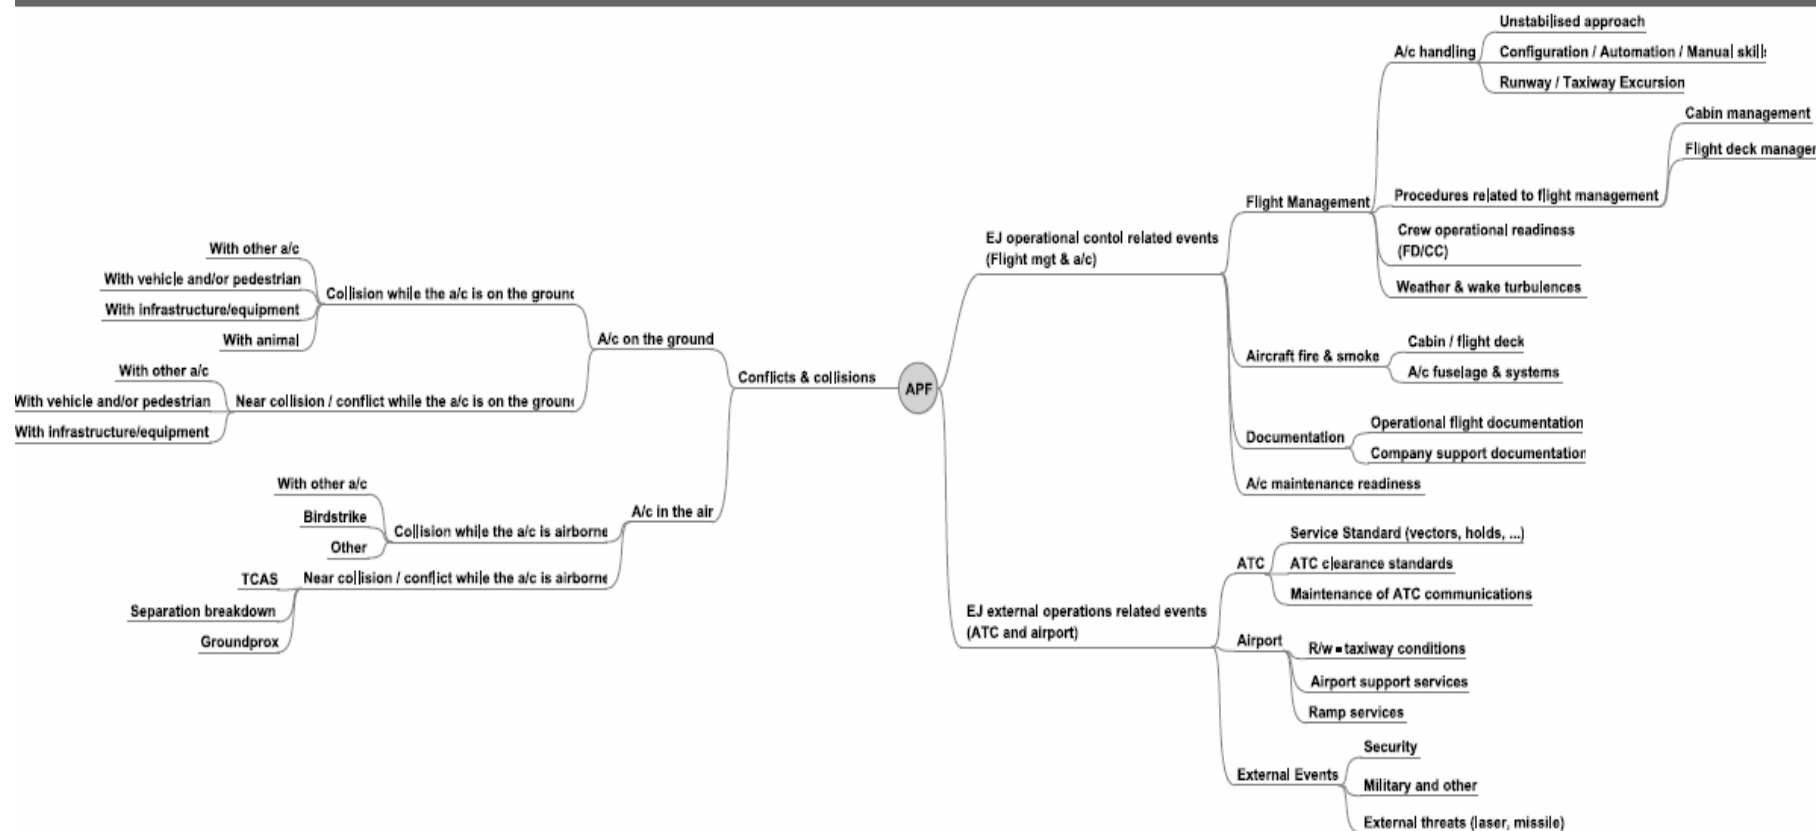 Unstabilised approach
A/c handling
Configuration / Automation / Manual skills
Runway / Taxiway Excursion
Cabin management
Flight deck manager
Procedures related to flight management
Flight Management
Crew operational readiness
(FD/CC)
Weather & wake turbulences
EJ operational contol related events
(Flight mgt & a/c)
Cabin / flight deck
Aircraft fire & smoke
A/c fuselage & systems
Operational flight documentation
Documentation
Company support documentation
A/c maintenance readiness
With other a/c
With vehicle and/or pedestrian
Collision while the a/c is on the ground
With infrastructure/equipment
With animal
A/c on the ground
With other a/c
With vehicle and/or pedestrian
Near collision / conflict while the a/c is on the ground
With infrastructure/equipment
Conflicts & collisions
APF
With other a/c
Birdstrike
Collision while the a/c is airborne
Other
A/c in the air
TCAS
Near collision / conflict while the a/c is airborne
Separation breakdown
Groundprox
Service Standard (vectors, holds, ...)
ATC
ATC clearance standards
Maintenance of ATC communications
EJ external operations related events
(ATC and airport)
Airport
R/w - taxiway conditions
Airport support services
Ramp services
Security
External Events
Military and other
External threats (laser, missile)